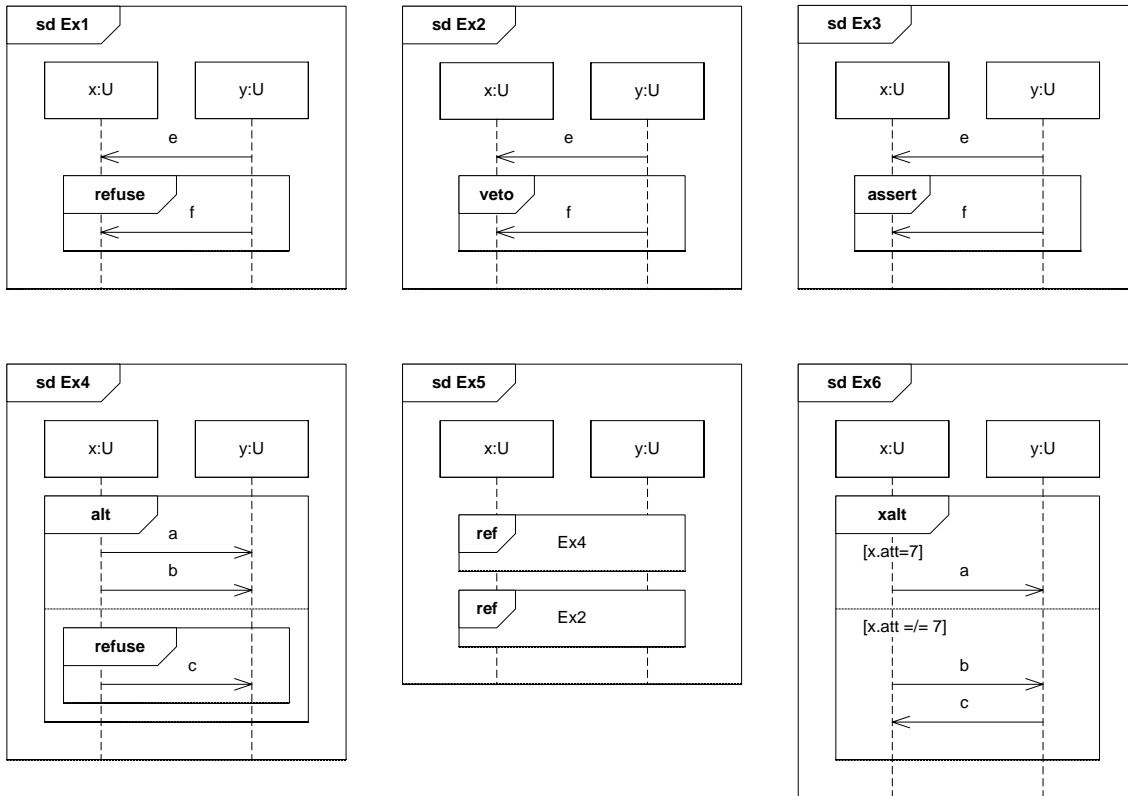 sd Ex1
x:U
y:U
e
refuse
f
sd Ex2
x:U
y:U
e
veto
f
sd Ex3
x:U
y:U
e
assert
f
sd Ex4
x:U
y:U
alt
a
b
refuse
c
sd Ex5
x:U
y:U
ref
Ex4
ref
Ex2
sd Ex6
x:U
y:U
xalt
[x.att=7]
a
[x.att =/= 7]
b
c